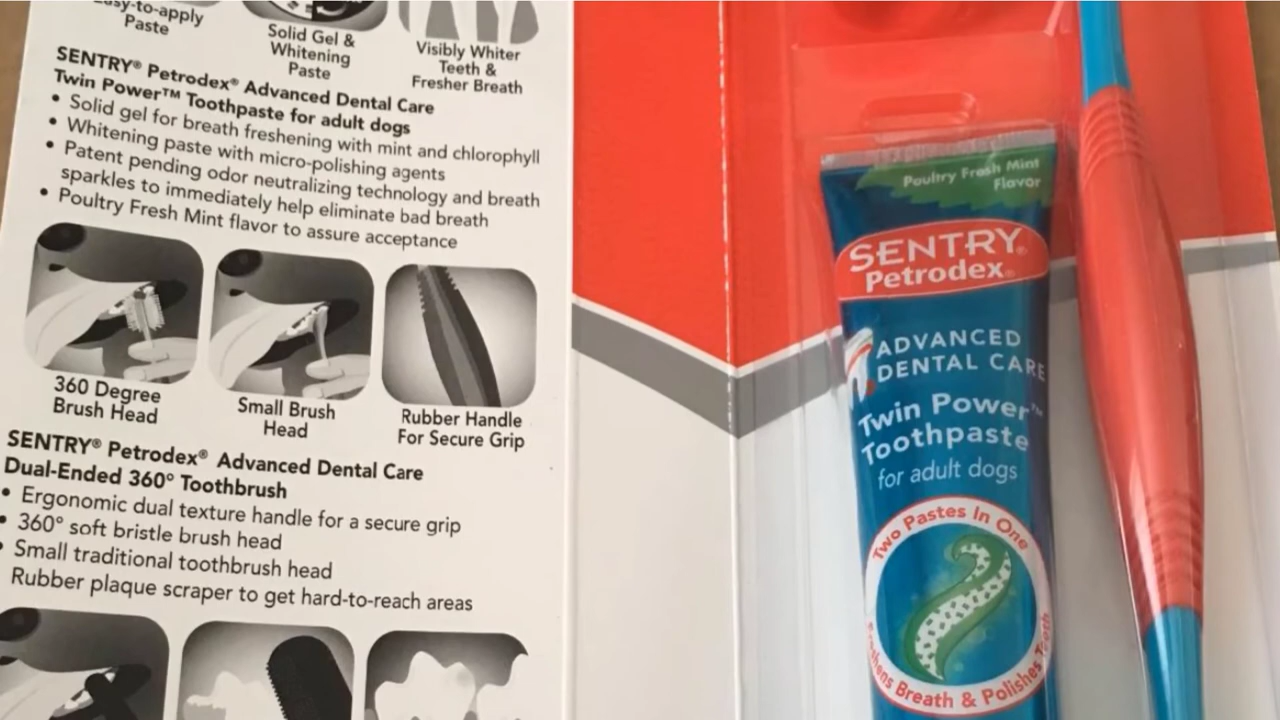 Easy-to-apply
Paste
Solid Gel &
Whitening
Paste
Visibly Whiter
Teeth &
Fresher Breath
SENTRY® Petrodex® Advanced Dental Care
Twin Power™ Toothpaste for adult dogs
• Solid gel for breath freshening with mint and chlorophyll
• Whitening paste with micro-polishing agents
• Patent pending odor neutralizing technology and breath
sparkles to immediately help eliminate bad breath
• Poultry Fresh Mint flavor to assure acceptance
360 Degree
Brush Head
Small Brush
Head
Rubber Handle
For Secure Grip
SENTRY® Petrodex® Advanced Dental Care
Dual-Ended 360° Toothbrush
• Ergonomic dual texture handle for a secure grip
• 360° soft bristle brush head
• Small traditional toothbrush head
Rubber plaque scraper to get hard-to-reach areas
Poultry Fresh Mint
Flavor
SENTRY®
Petrodex®
ADVANCED
DENTAL CARE
Twin Power™
Toothpaste
for adult dogs
Two Pastes In One
Freshens Breath & Polishes Teeth